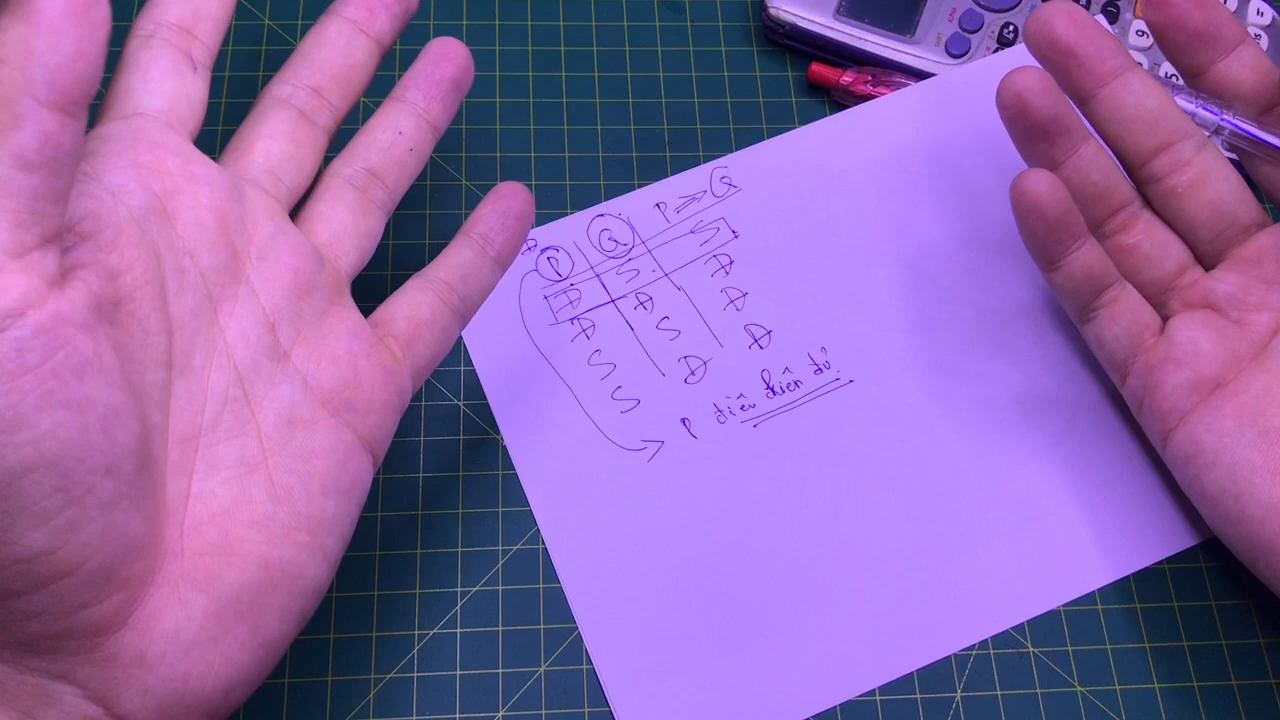 P Q P => Q
Đ S S
Đ Đ Đ
S S Đ
S Đ Đ
P điều kiện đủ.